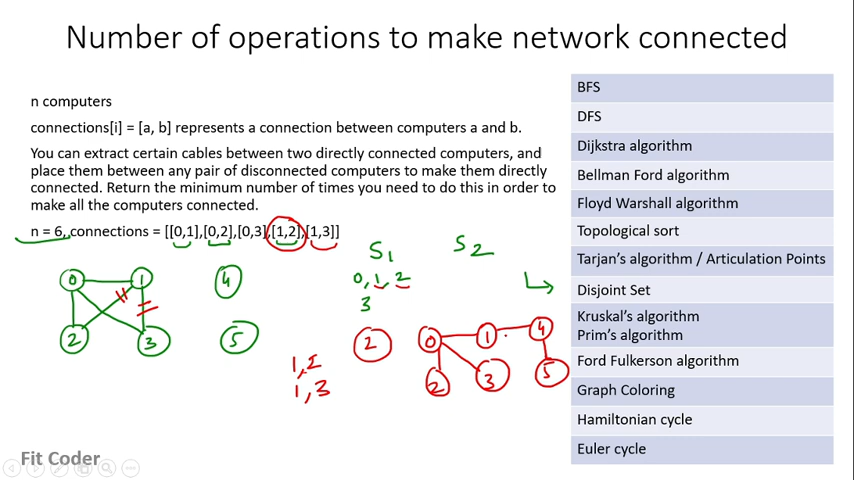 Number of operations to make network connected
n computers
connections[i] = [a, b] represents a connection between computers a and b.
You can extract certain cables between two directly connected computers, and
place them between any pair of disconnected computers to make them directly
connected. Return the minimum number of times you need to do this in order to
make all the computers connected.
n = 6, connections = [[0,1],[0,2],[0,3],[1,2],[1,3]]
S1
S2
0, 1, 2
3
0 1 4
2 3 5
2
0 1 4
2 3 5
1,2
1,3
BFS
DFS
Dijkstra algorithm
Bellman Ford algorithm
Floyd Warshall algorithm
Topological sort
Tarjan's algorithm / Articulation Points
Disjoint Set
Kruskal's algorithm
Prim's algorithm
Ford Fulkerson algorithm
Graph Coloring
Hamiltonian cycle
Euler cycle
Fit Coder